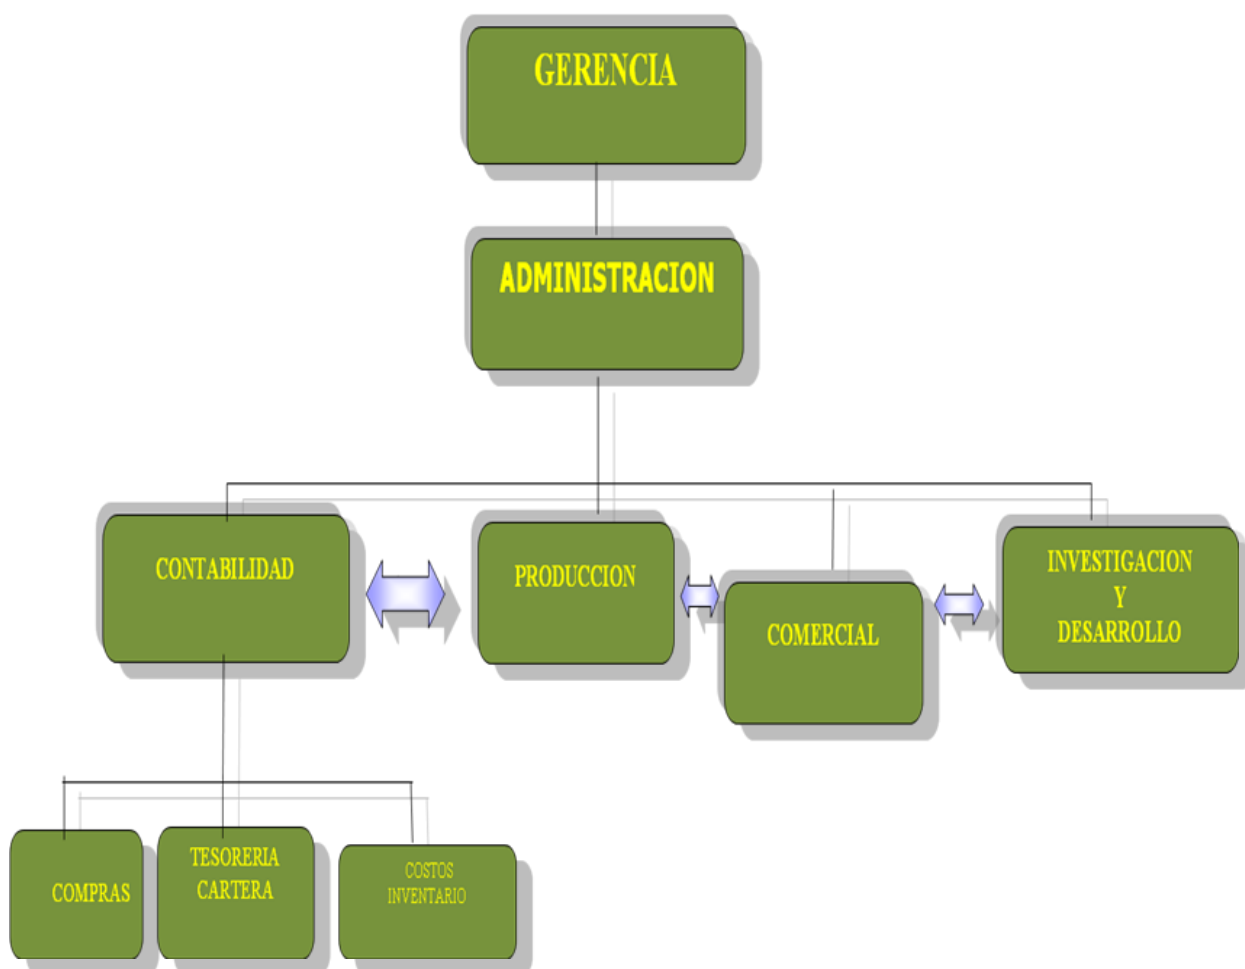 GERENCIA
ADMINISTRACION
CONTABILIDAD
PRODUCCION
COMERCIAL
INVESTIGACION
Y
DESARROLLO
COMPRAS
TESORERIA
CARTERA
COSTOS
INVENTARIO